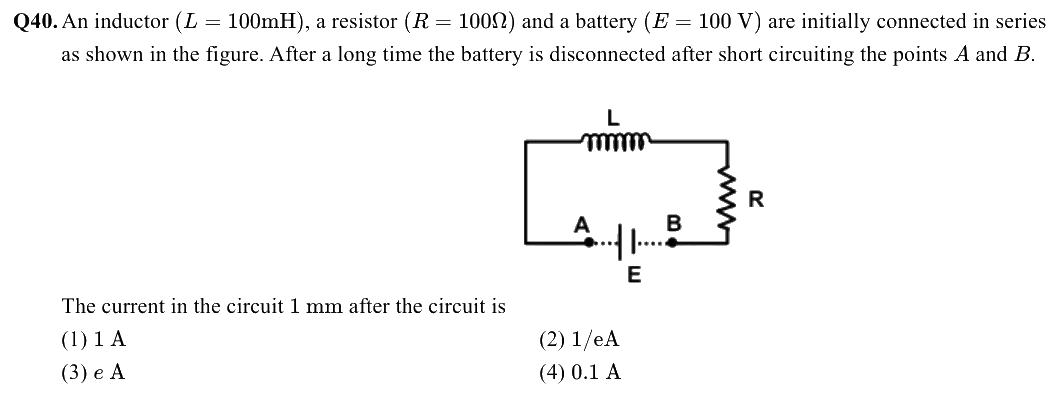 Q40. An inductor (L = 100mH), a resistor (R = 100Ω) and a battery (E = 100 V) are initially connected in series
as shown in the figure. After a long time the battery is disconnected after short circuiting the points A and B.
L
R
A
B
E
The current in the circuit 1 mm after the circuit is
(1) 1 A
(2) 1/eA
(3) e A
(4) 0.1 A